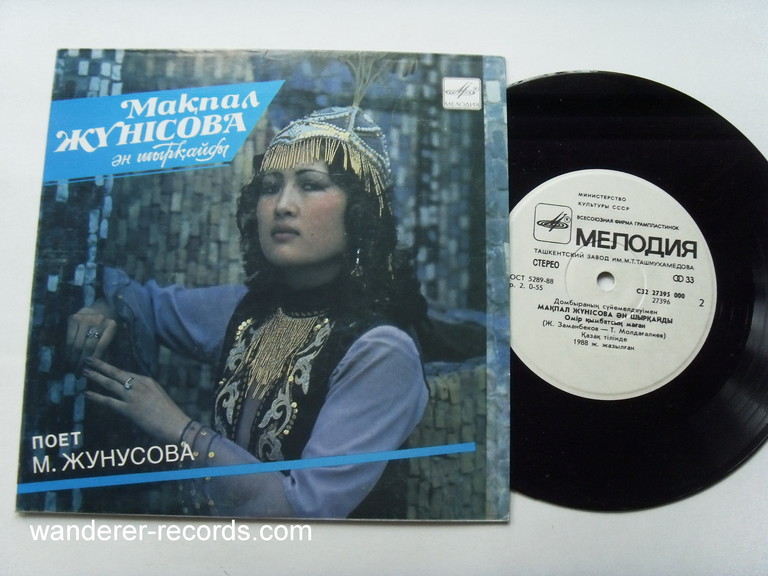 Мақпал
ЖҮНІСОВА
ән шырқайды
МЕЛОДИЯ
ПОЕТ
М. ЖУНУСОВА
МИНИСТЕРСТВО
КУЛЬТУРЫ СССР
ВСЕСОЮЗНАЯ ФИРМА ГРАМПЛАСТИНОК
МЕЛОДИЯ
ТАШКЕНТСКИЙ ЗАВОД ИМ.М.Т.ТАШМУХАМЕДОВА
СТЕРЕО
33
ОСТ 5289-88
р. 2. 0-55
С32 27395 000
27396
2
Домбыраның сүйемелдеуімен
МАҚПАЛ ЖҮНІСОВА ӘН ШЫРҚАЙДЫ
Өмір қымбатсың маған
(Ж. Заманбеков — Т. Молдағалиев)
Қазақ тілінде
1988 ж. жазылған
wanderer-records.com